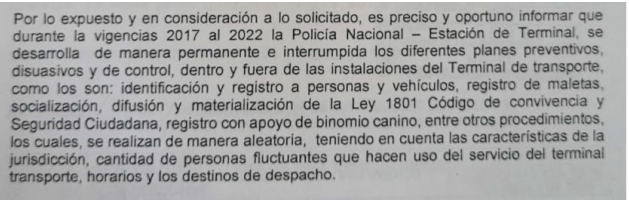 Por lo expuesto y en consideración a lo solicitado, es preciso y oportuno informar que
durante la vigencias 2017 al 2022 la Policía Nacional – Estación de Terminal, se
desarrolla de manera permanente e interrumpida los diferentes planes preventivos,
disuasivos y de control, dentro y fuera de las instalaciones del Terminal de transporte,
como los son: identificación y registro a personas y vehículos, registro de maletas,
socialización, difusión y materialización de la Ley 1801 Código de convivencia y
Seguridad Ciudadana, registro con apoyo de binomio canino, entre otros procedimientos,
los cuales, se realizan de manera aleatoria, teniendo en cuenta las características de la
jurisdicción, cantidad de personas fluctuantes que hacen uso del servicio del terminal
transporte, horarios y los destinos de despacho.